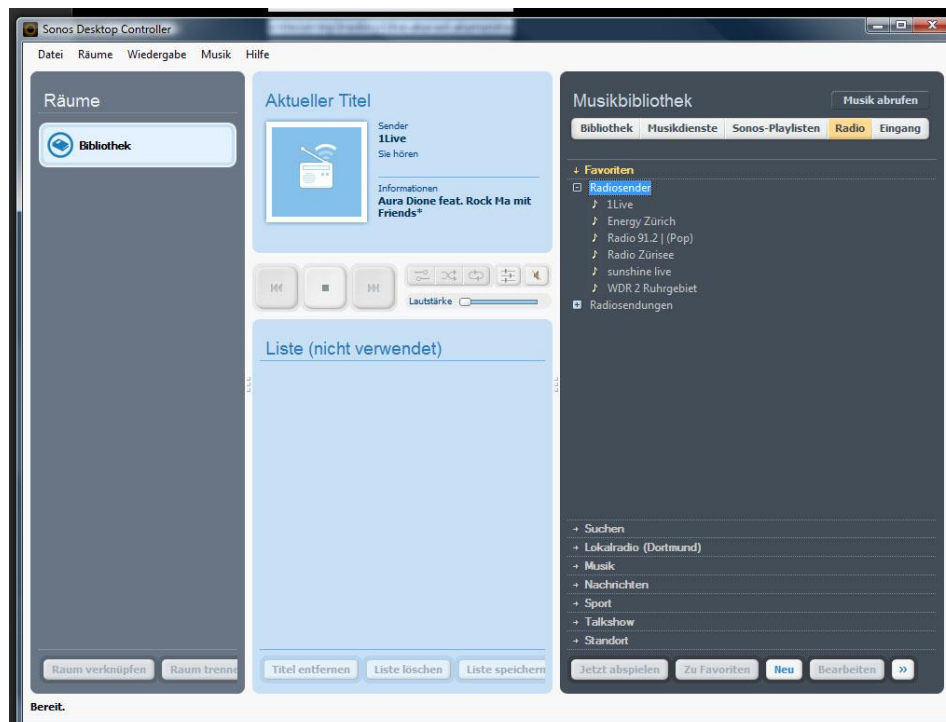 Sonos Desktop Controller
Datei Räume Wiedergabe Musik Hilfe
Räume
Bibliothek
Aktueller Titel
Sender
1Live
Sie hören
Informationen
Aura Dione feat. Rock Ma mit
Friends*
Lautstärke
Liste (nicht verwendet)
Musikbibliothek
Musik abrufen
Bibliothek Musikdienste Sonos-Playlisten Radio Eingang
Favoriten
Radiosender
1Live
Energy Zürich
Radio 91.2 | (Pop)
Radio Zürisee
sunshine live
WDR 2 Ruhrgebiet
Radiosendungen
Suchen
Lokalradio (Dortmund)
Musik
Nachrichten
Sport
Talkshow
Standort
Raum verknüpfen Raum trenne
Titel entfernen Liste löschen Liste speichern
Jetzt abspielen Zu Favoriten Neu Bearbeiten »
Bereit.